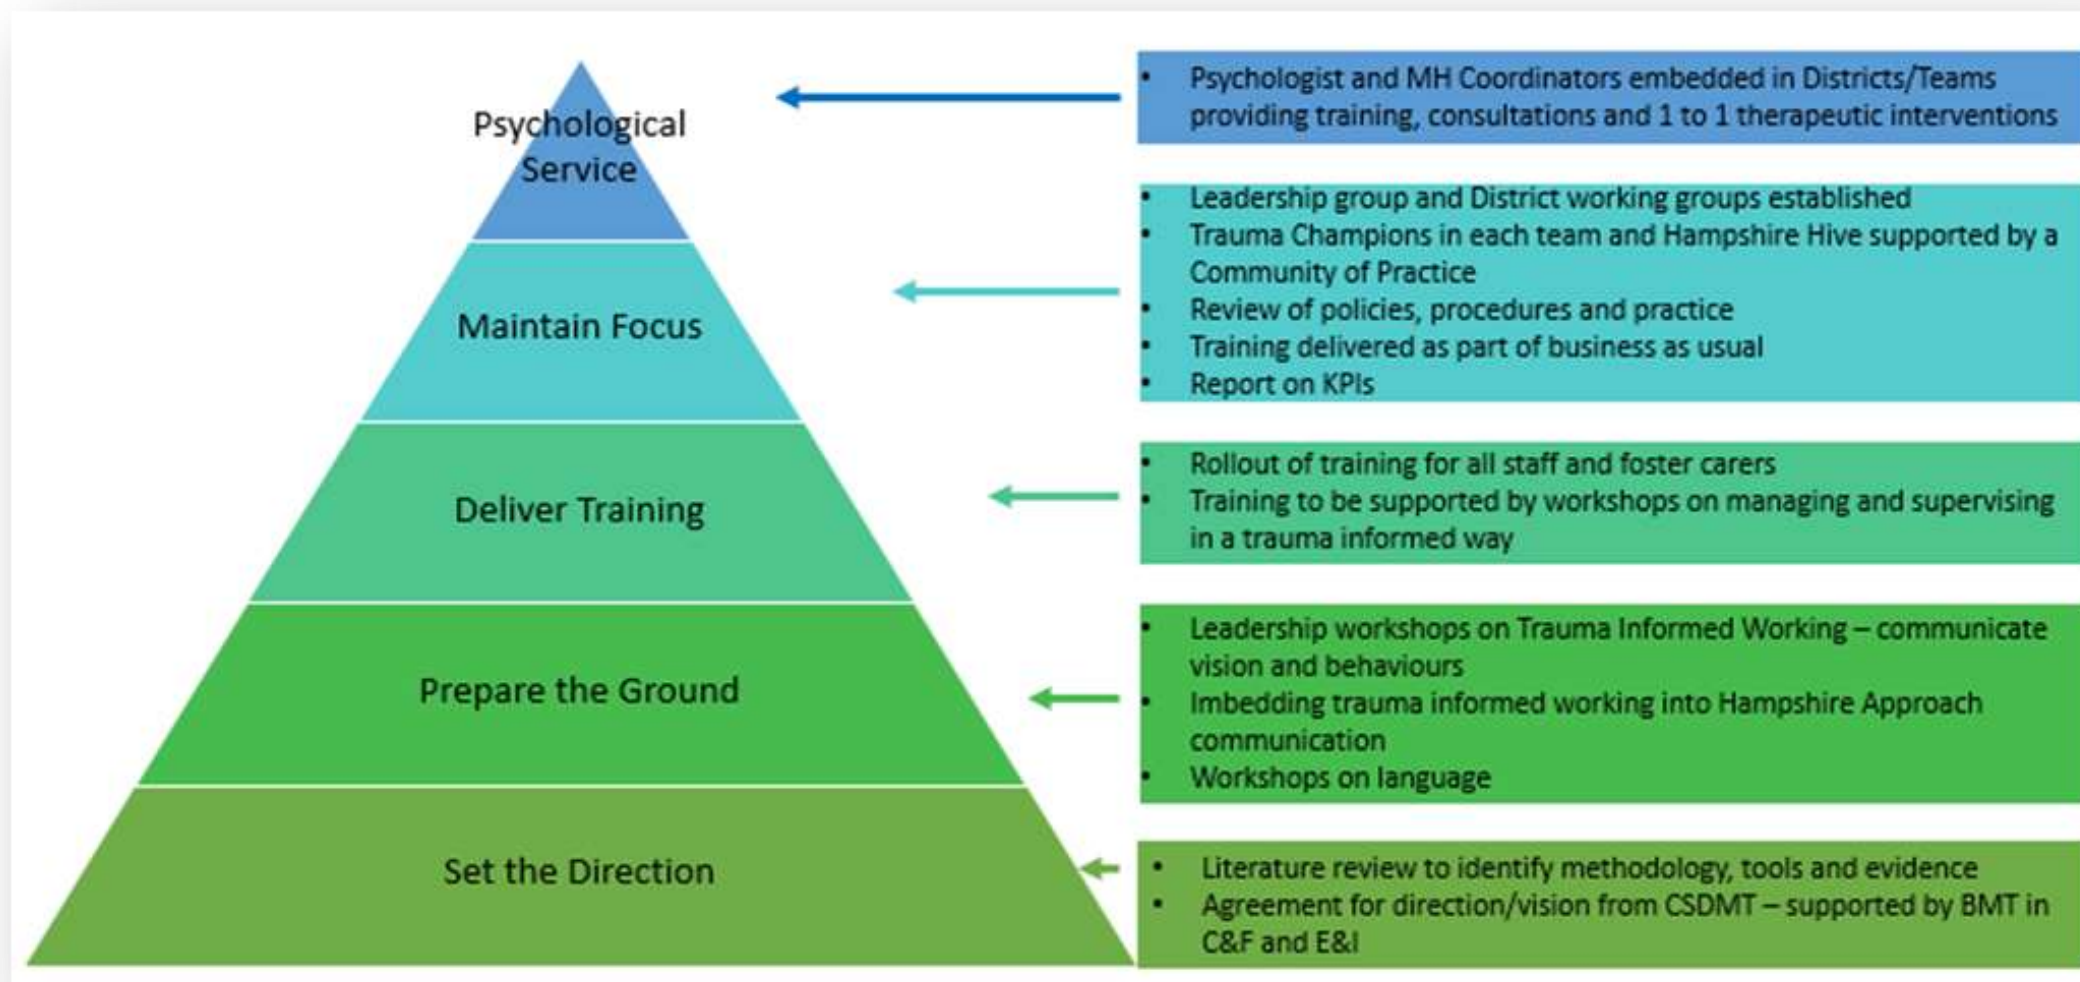 Psychological
Service
• Psychologist and MH Coordinators embedded in Districts/Teams
providing training, consultations and 1 to 1 therapeutic interventions
Maintain Focus
• Leadership group and District working groups established
• Trauma Champions in each team and Hampshire Hive supported by a
Community of Practice
• Review of policies, procedures and practice
• Training delivered as part of business as usual
• Report on KPIs
Deliver Training
• Rollout of training for all staff and foster carers
• Training to be supported by workshops on managing and supervising
in a trauma informed way
Prepare the Ground
• Leadership workshops on Trauma Informed Working – communicate
vision and behaviours
• Imbedding trauma informed working into Hampshire Approach
communication
• Workshops on language
Set the Direction
• Literature review to identify methodology, tools and evidence
• Agreement for direction/vision from CSDMT – supported by BMT in
C&F and E&I